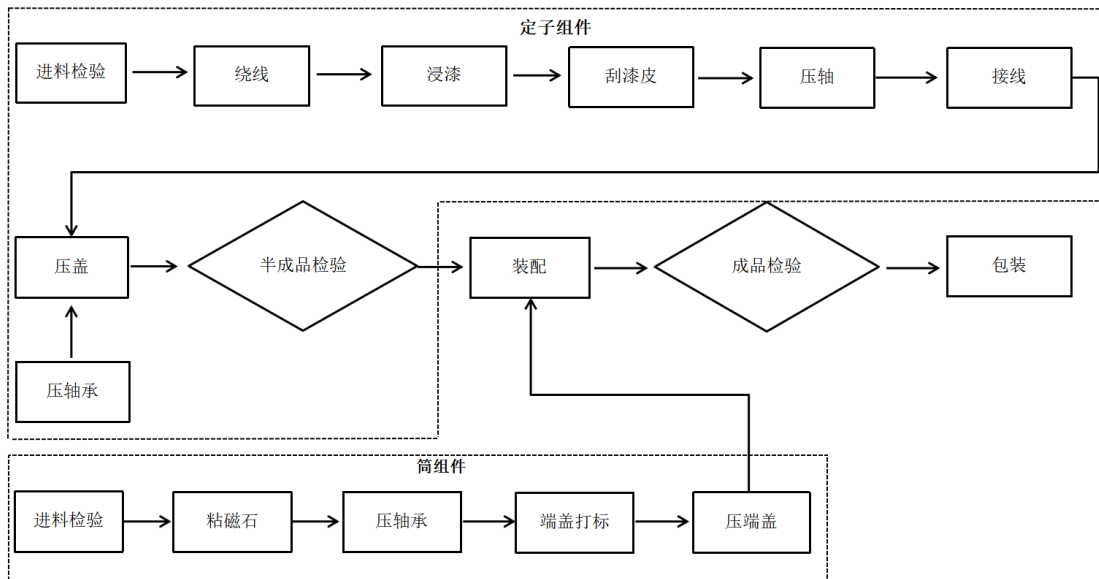 定子组件
进料检验
绕线
浸漆
刮漆皮
压轴
接线
压盖
半成品检验
装配
成品检验
包装
压轴承
筒组件
进料检验
粘磁石
压轴承
端盖打标
压端盖